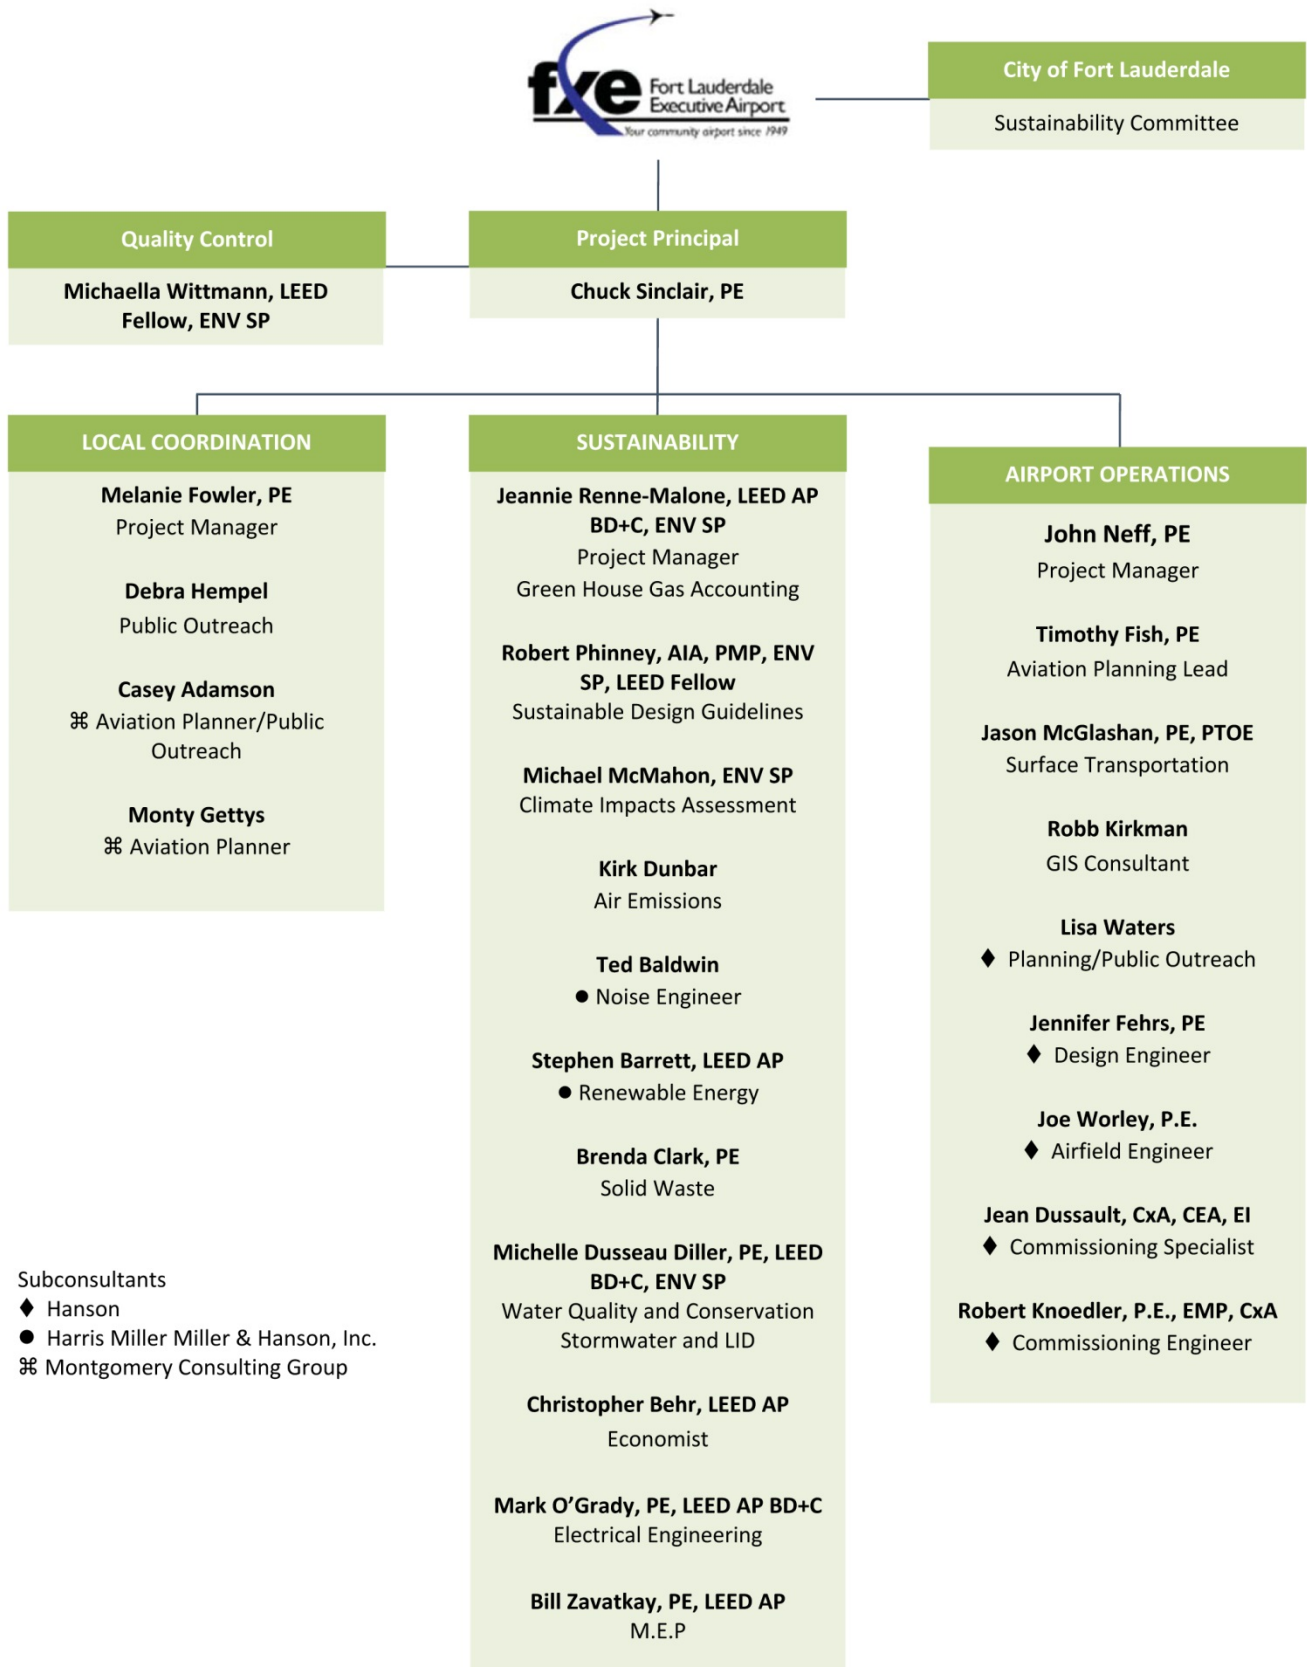 fxe
Fort Lauderdale
Executive Airport
Your community airport since 1949
City of Fort Lauderdale
Sustainability Committee
Quality Control
Michaella Wittmann, LEED
Fellow, ENV SP
Project Principal
Chuck Sinclair, PE
LOCAL COORDINATION
Melanie Fowler, PE
Project Manager
Debra Hempel
Public Outreach
Casey Adamson
⌘ Aviation Planner/Public
Outreach
Monty Gettys
⌘ Aviation Planner
SUSTAINABILITY
Jeannie Renne-Malone, LEED AP
BD+C, ENV SP
Project Manager
Green House Gas Accounting
Robert Phinney, AIA, PMP, ENV
SP, LEED Fellow
Sustainable Design Guidelines
Michael McMahon, ENV SP
Climate Impacts Assessment
Kirk Dunbar
Air Emissions
Ted Baldwin
● Noise Engineer
Stephen Barrett, LEED AP
● Renewable Energy
Brenda Clark, PE
Solid Waste
Michelle Dusseau Diller, PE, LEED
BD+C, ENV SP
Water Quality and Conservation
Stormwater and LID
Christopher Behr, LEED AP
Economist
Mark O’Grady, PE, LEED AP BD+C
Electrical Engineering
Bill Zavatkay, PE, LEED AP
M.E.P
AIRPORT OPERATIONS
John Neff, PE
Project Manager
Timothy Fish, PE
Aviation Planning Lead
Jason McGlashan, PE, PTOE
Surface Transportation
Robb Kirkman
GIS Consultant
Lisa Waters
♦ Planning/Public Outreach
Jennifer Fehrs, PE
♦ Design Engineer
Joe Worley, P.E.
♦ Airfield Engineer
Jean Dussault, CxA, CEA, EI
♦ Commissioning Specialist
Robert Knoedler, P.E., EMP, CxA
♦ Commissioning Engineer
Subconsultants
♦ Hanson
● Harris Miller Miller & Hanson, Inc.
⌘ Montgomery Consulting Group